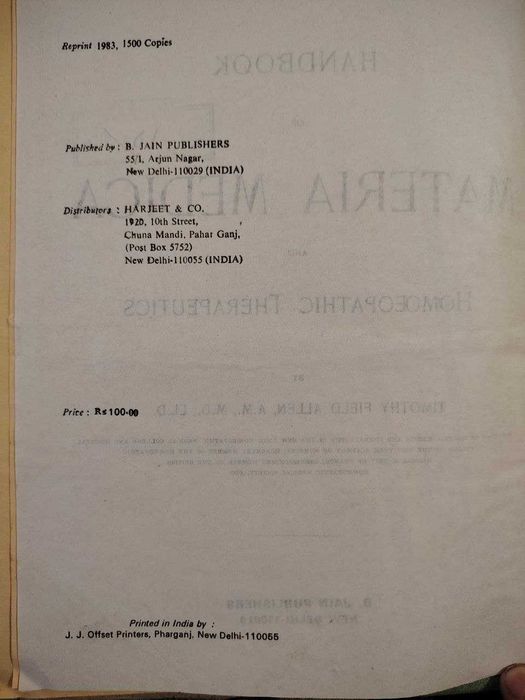 Reprint 1983, 1500 Copies
Published by : B. JAIN PUBLISHERS
55/1, Arjun Nagar,
New Delhi-110029 (INDIA)
Distributors : HARJEET & CO.
1920, 10th Street,
Chuna Mandi, Pahar Ganj,
(Post Box 5752)
New Delhi-110055 (INDIA)
Price : Rs 100-00
Printed in India by :
J. J. Offset Printers, Pharganj, New Delhi-110055
HANDBOOK
OF
MATERIA MEDICA
AND
HOMOEOPATHIC THERAPEUTICS
BY
TIMOTHY FIELD ALLEN, A.M., M.D., LL.D.
B. JAIN PUBLISHERS